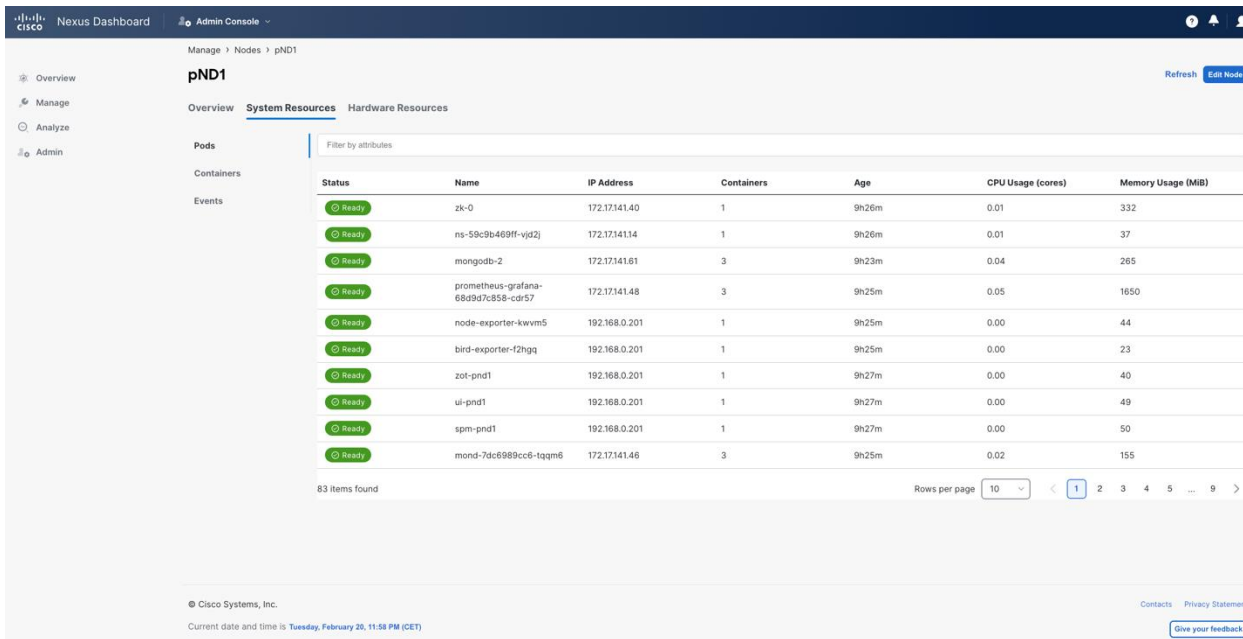 CISCO Nexus Dashboard Admin Console
Manage > Nodes > pND1
Overview
Manage
Analyze
Admin
pND1
Refresh Edit Node
Overview System Resources Hardware Resources
Pods
Containers
Events
Filter by attributes
Status Name IP Address Containers Age CPU Usage (cores) Memory Usage (MiB)
Ready zk-0 172.17.141.40 1 9h26m 0.01 332
Ready ns-59c9b469ff-vjd2j 172.17.141.14 1 9h26m 0.01 37
Ready mongodb-2 172.17.141.61 3 9h23m 0.04 265
Ready prometheus-grafana-
68d9d7c858-cdr57 172.17.141.48 3 9h25m 0.05 1650
Ready node-exporter-kwvm5 192.168.0.201 1 9h25m 0.00 44
Ready bird-exporter-f2hgq 192.168.0.201 1 9h25m 0.00 23
Ready zot-pnd1 192.168.0.201 1 9h27m 0.00 40
Ready ui-pnd1 192.168.0.201 1 9h27m 0.00 49
Ready spm-pnd1 192.168.0.201 1 9h27m 0.00 50
Ready mond-7dc6989cc6-tqqm6 172.17.141.46 3 9h25m 0.02 155
83 items found Rows per page 10 < 1 2 3 4 5 ... 9 >
© Cisco Systems, Inc. Contacts Privacy Statemen
Current date and time is Tuesday, February 20, 11:58 PM (CET)
Give your feedback